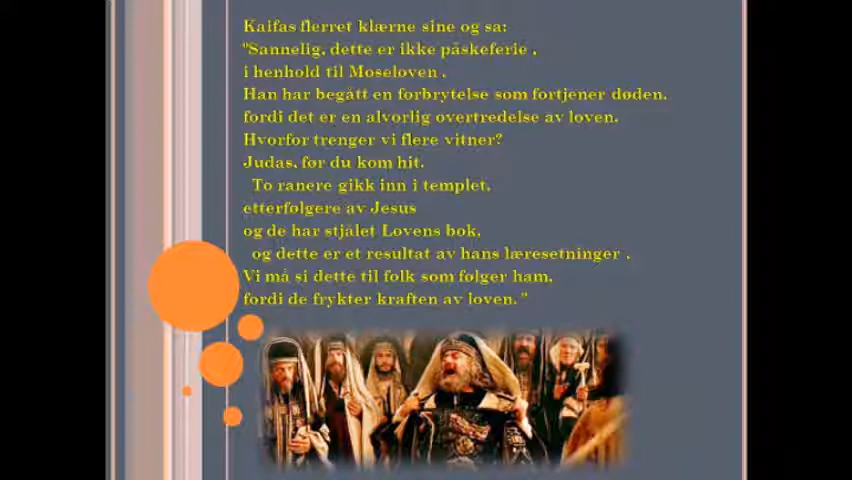 Kaifas flerret klærne sine og sa:
"Sannelig, dette er ikke påskeferie ,
i henhold til Moseloven .
Han har begått en forbrytelse som fortjener døden,
fordi det er en alvorlig overtredelse av loven.
Hvorfor trenger vi flere vitner?
Judas, før du kom hit,
To ranere gikk inn i templet,
etterfølgere av Jesus
og de har stjålet Lovens bok,
og dette er et resultat av hans læresetninger .
Vi må si dette til folk som følger ham,
fordi de frykter kraften av loven. "